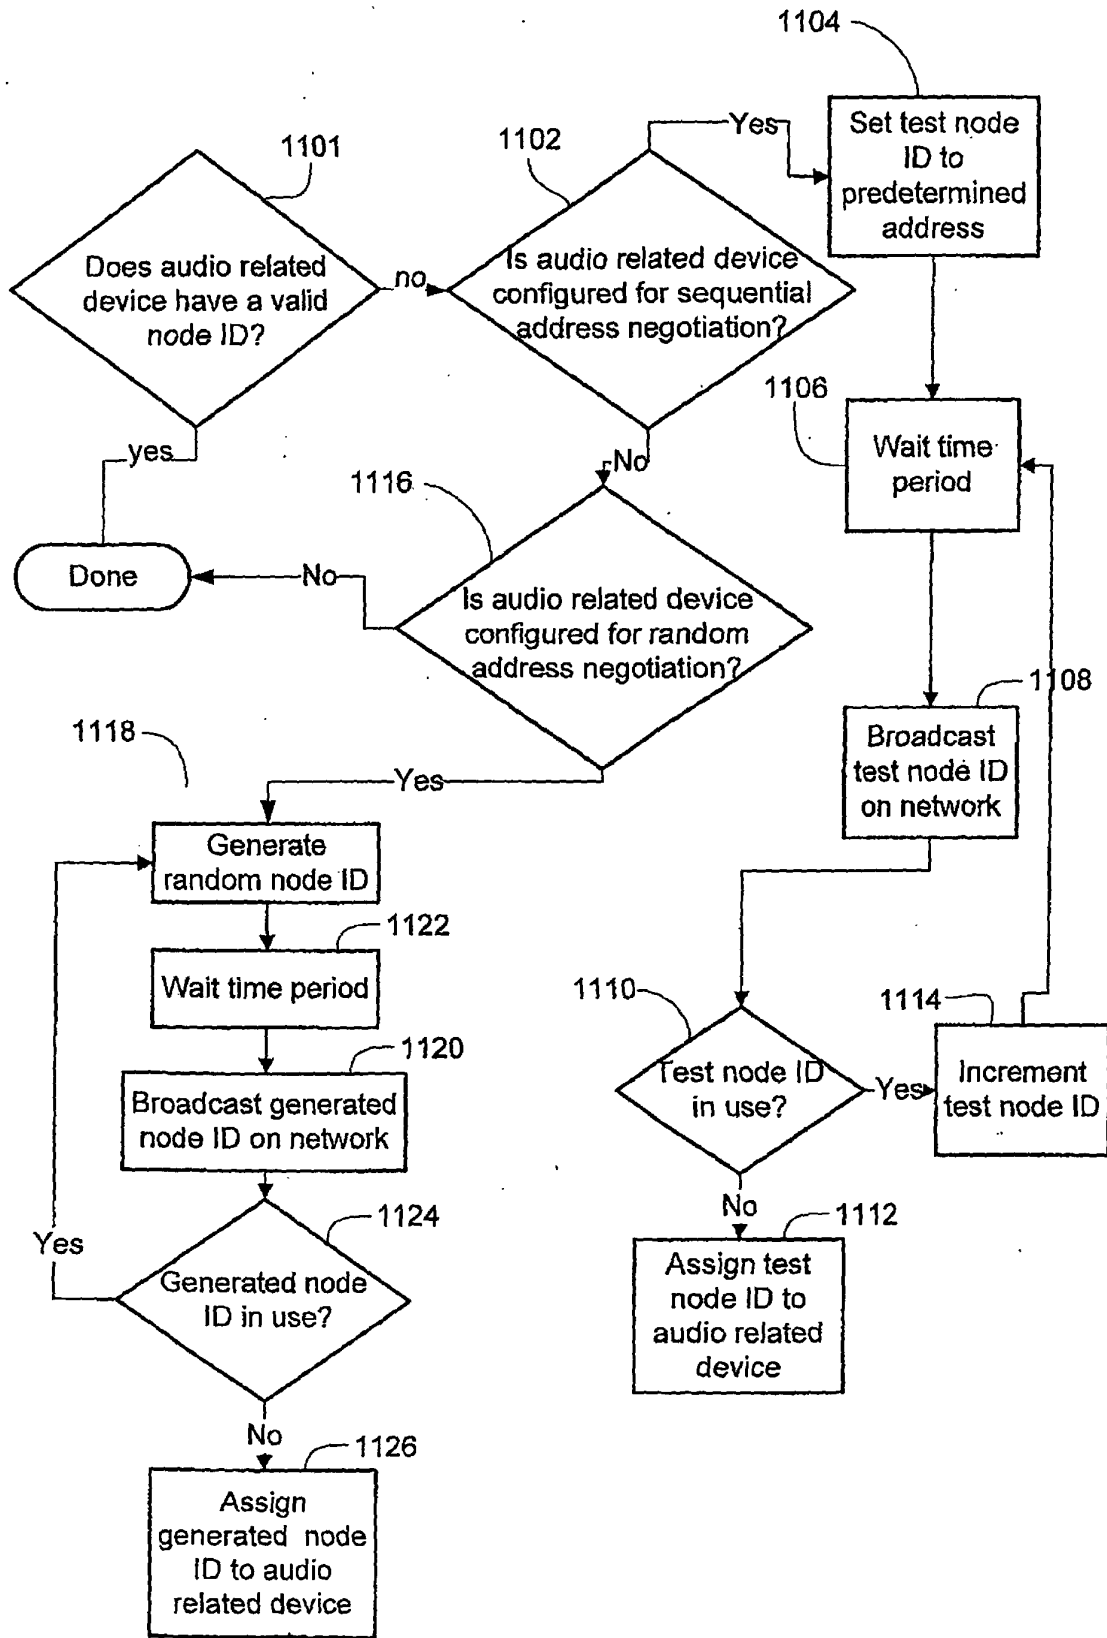 1104
Set test node
ID to
predetermined
address
Yes
1101
1102
Does audio related
device have a valid
node ID?
no
Is audio related device
configured for sequential
address negotiation?
1106
Wait time
period
yes
No
1116
Done
No
Is audio related device
configured for random
address negotiation?
1108
Broadcast
test node ID
on network
1118
Yes
Generate
random node ID
1122
Wait time period
1110
1114
1120
Test node ID
in use?
Yes
Increment
test node ID
Broadcast generated
node ID on network
No
1112
1124
Yes
Generated node
ID in use?
Assign test
node ID to
audio related
device
No
1126
Assign
generated node
ID to audio
related device